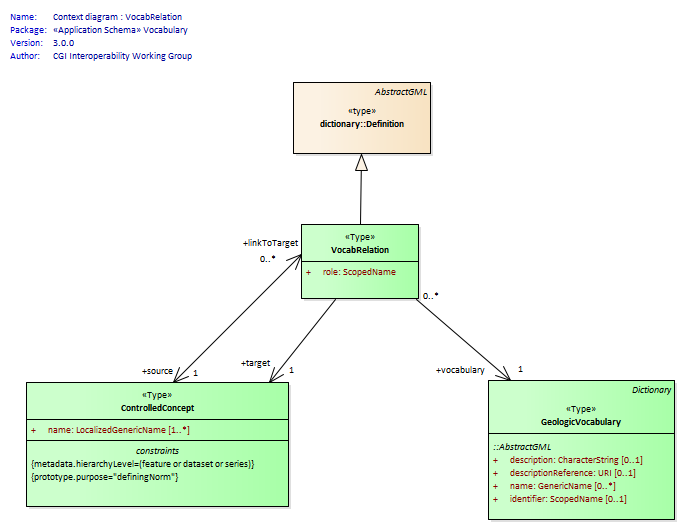 Name: Context diagram : VocabRelation
Package: «Application Schema» Vocabulary
Version: 3.0.0
Author: CGI Interoperability Working Group
AbstractGML
«type»
dictionary::Definition
+linkToTarget
0..*
«Type»
VocabRelation
+ role: ScopedName
0..*
+source
1
+target
1
+vocabulary
1
«Type»
ControlledConcept
+ name: LocalizedGenericName [1..*]
constraints
{metadata.hierarchyLevel=(feature or dataset or series)}
{prototype.purpose="definingNorm"}
Dictionary
«Type»
GeologicVocabulary
::AbstractGML
+ description: CharacterString [0..1]
+ descriptionReference: URI [0..1]
+ name: GenericName [0..*]
+ identifier: ScopedName [0..1]